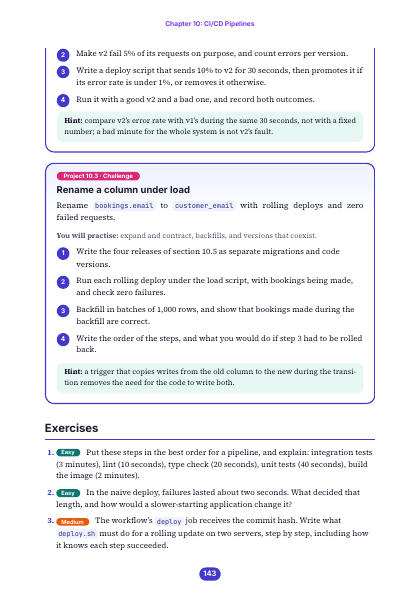 Chapter 10: CI/CD Pipelines
2 Make v2 fail 5% of its requests on purpose, and count errors per version.
3 Write a deploy script that sends 10% to v2 for 30 seconds, then promotes it if
its error rate is under 1%, or removes it otherwise.
4 Run it with a good v2 and a bad one, and record both outcomes.
Hint: compare v2's error rate with v1's during the same 30 seconds, not with a fixed
number; a bad minute for the whole system is not v2's fault.
Project 10.3 · Challenge
Rename a column under load
Rename bookings.email to customer_email with rolling deploys and zero
failed requests.
You will practise: expand and contract, backfills, and versions that coexist.
1 Write the four releases of section 10.5 as separate migrations and code
versions.
2 Run each rolling deploy under the load script, with bookings being made,
and check zero failures.
3 Backfill in batches of 1,000 rows, and show that bookings made during the
backfill are correct.
4 Write the order of the steps, and what you would do if step 3 had to be rolled
back.
Hint: a trigger that copies writes from the old column to the new during the transi-
tion removes the need for the code to write both.
Exercises
1. Easy Put these steps in the best order for a pipeline, and explain: integration tests
(3 minutes), lint (10 seconds), type check (20 seconds), unit tests (40 seconds), build
the image (2 minutes).
2. Easy In the naive deploy, failures lasted about two seconds. What decided that
length, and how would a slower-starting application change it?
3. Medium The workflow's deploy job receives the commit hash. Write what
deploy.sh must do for a rolling update on two servers, step by step, including how
it knows each step succeeded.
143